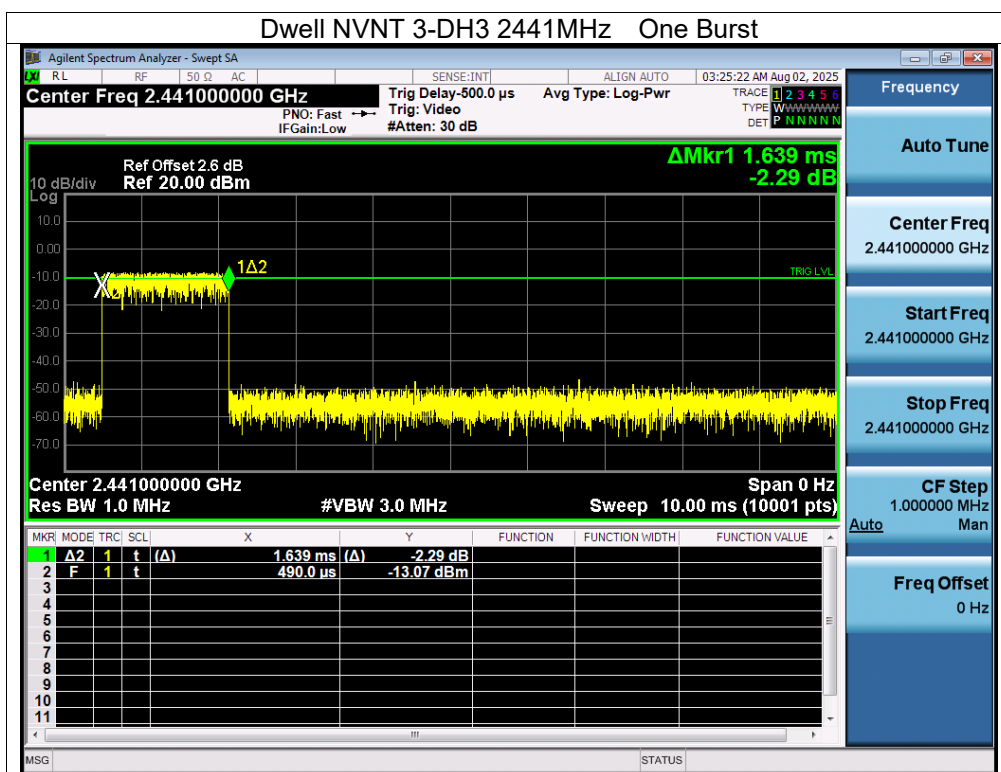 Dwell NVNT 3-DH3 2441MHz One Burst
Agilent Spectrum Analyzer - Swept SA
LXI RL RF 50 Ω AC SENSE:INT ALIGN AUTO 03:25:22 AM Aug 02, 2025
Center Freq 2.441000000 GHz
PNO: Fast
IFGain:Low
Trig Delay-500.0 µs
Trig: Video
#Atten: 30 dB
Avg Type: Log-Pwr
TRACE 1 2 3 4 5 6
TYPE WWWWWW
DET P N N N N N
ΔMkr1 1.639 ms
-2.29 dB
Ref Offset 2.6 dB
10 dB/div Ref 20.00 dBm
Log
10.0
0.00
-10.0
-20.0
-30.0
-40.0
-50.0
-60.0
-70.0
X2
1Δ2
TRIG LVL
Center 2.441000000 GHz Span 0 Hz
Res BW 1.0 MHz #VBW 3.0 MHz Sweep 10.00 ms (10001 pts)
MKR MODE TRC SCL X Y FUNCTION FUNCTION WIDTH FUNCTION VALUE
1 Δ2 1 t (Δ) 1.639 ms (Δ) -2.29 dB
2 F 1 t 490.0 µs -13.07 dBm
3
4
5
6
7
8
9
10
11
MSG STATUS
Frequency
Auto Tune
Center Freq
2.441000000 GHz
Start Freq
2.441000000 GHz
Stop Freq
2.441000000 GHz
CF Step
1.000000 MHz
Auto Man
Freq Offset
0 Hz